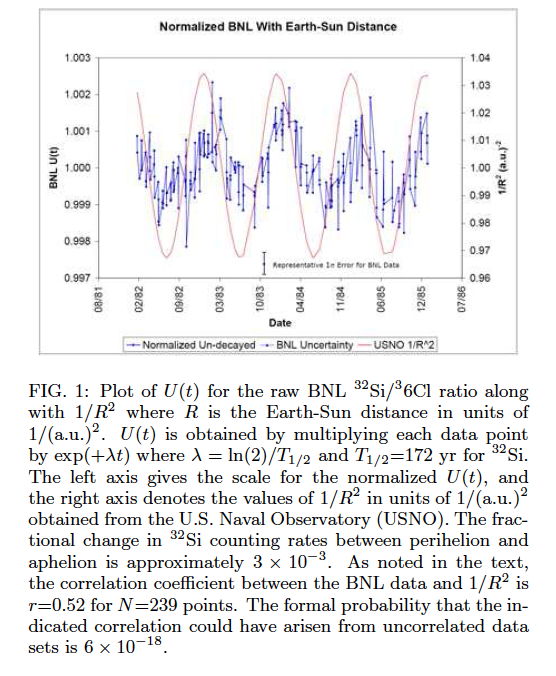 Normalized BNL With Earth-Sun Distance
1.003
1.002
1.001
1.000
0.999
0.998
0.997
BNL U(t)
1.04
1.03
1.02
1.01
1.00
0.99
0.98
0.97
0.96
1/R² (a.u.)⁻²
Representative 1σ Error for BNL Data
08/81
02/82
09/82
03/83
10/83
04/84
11/84
06/85
12/85
07/86
Date
Normalized Un-decayed
BNL Uncertainty
USNO 1/R^2
FIG. 1: Plot of U(t) for the raw BNL ³²Si/³6Cl ratio along
with 1/R² where R is the Earth-Sun distance in units of
1/(a.u.)². U(t) is obtained by multiplying each data point
by exp(+λt) where λ = ln(2)/T₁/₂ and T₁/₂=172 yr for ³²Si.
The left axis gives the scale for the normalized U(t), and
the right axis denotes the values of 1/R² in units of 1/(a.u.)²
obtained from the U.S. Naval Observatory (USNO). The frac-
tional change in ³²Si counting rates between perihelion and
aphelion is approximately 3 × 10⁻³. As noted in the text,
the correlation coefficient between the BNL data and 1/R² is
r=0.52 for N=239 points. The formal probability that the in-
dicated correlation could have arisen from uncorrelated data
sets is 6 × 10⁻¹⁸.